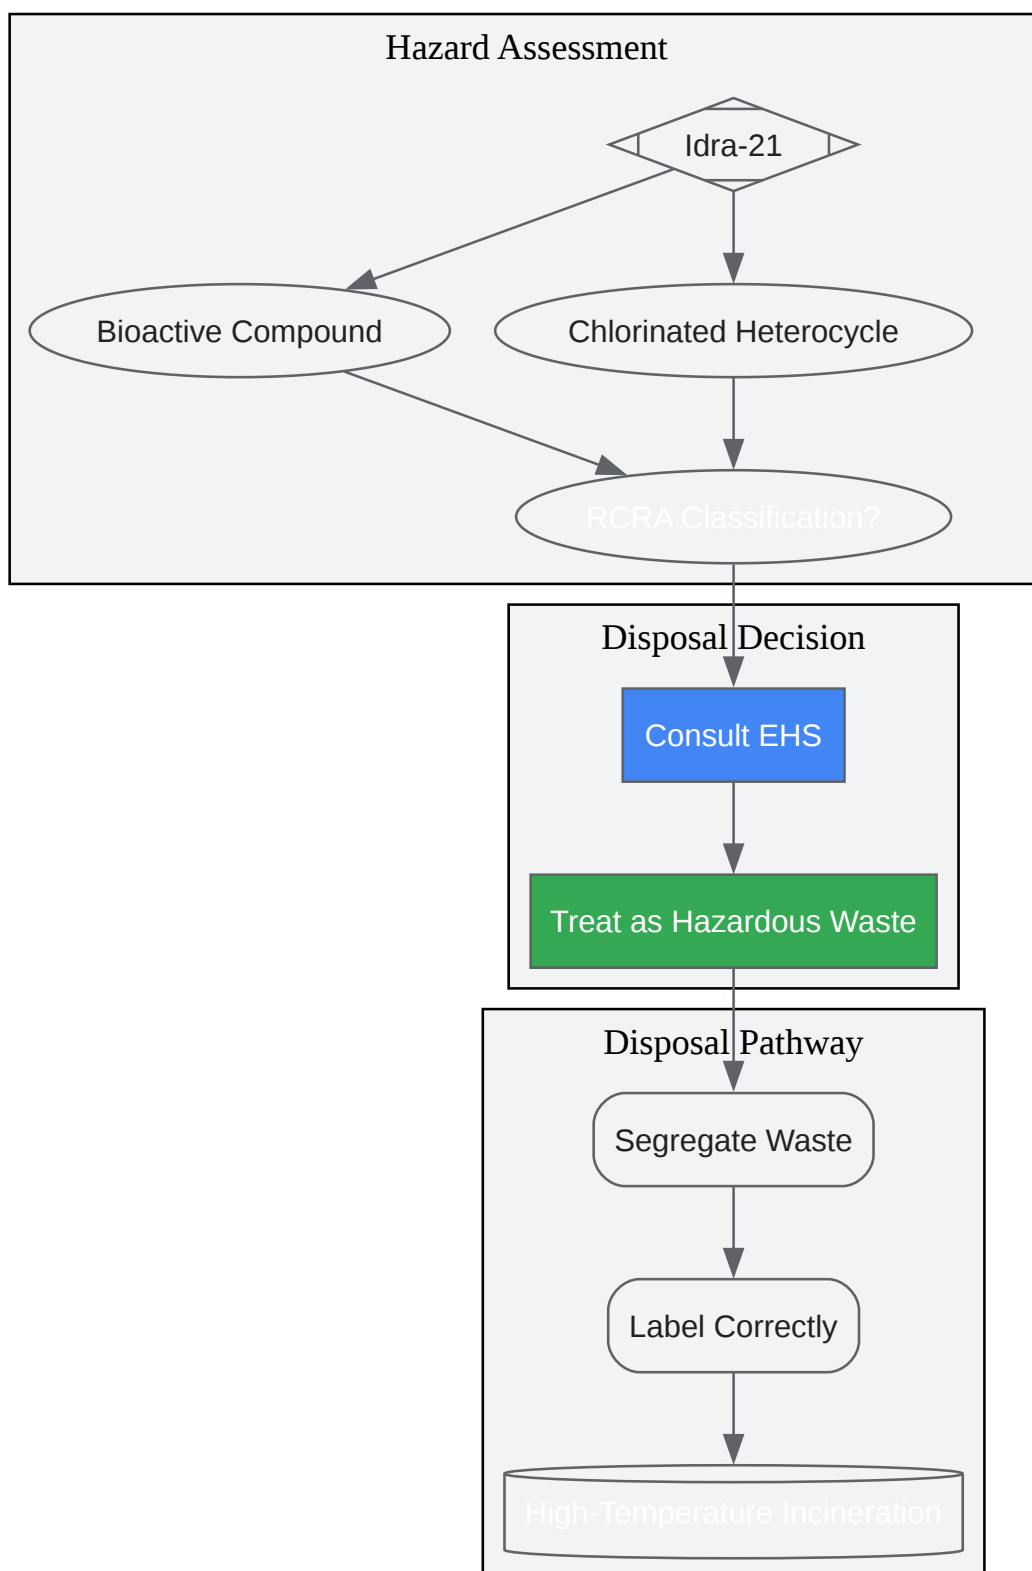 Hazard Assessment
Idra-21
Bioactive Compound
Chlorinated Heterocycle
RCRA Classification?
Disposal Decision
Consult EHS
Treat as Hazardous Waste
Disposal Pathway
Segregate Waste
Label Correctly
High-Temperature Incineration